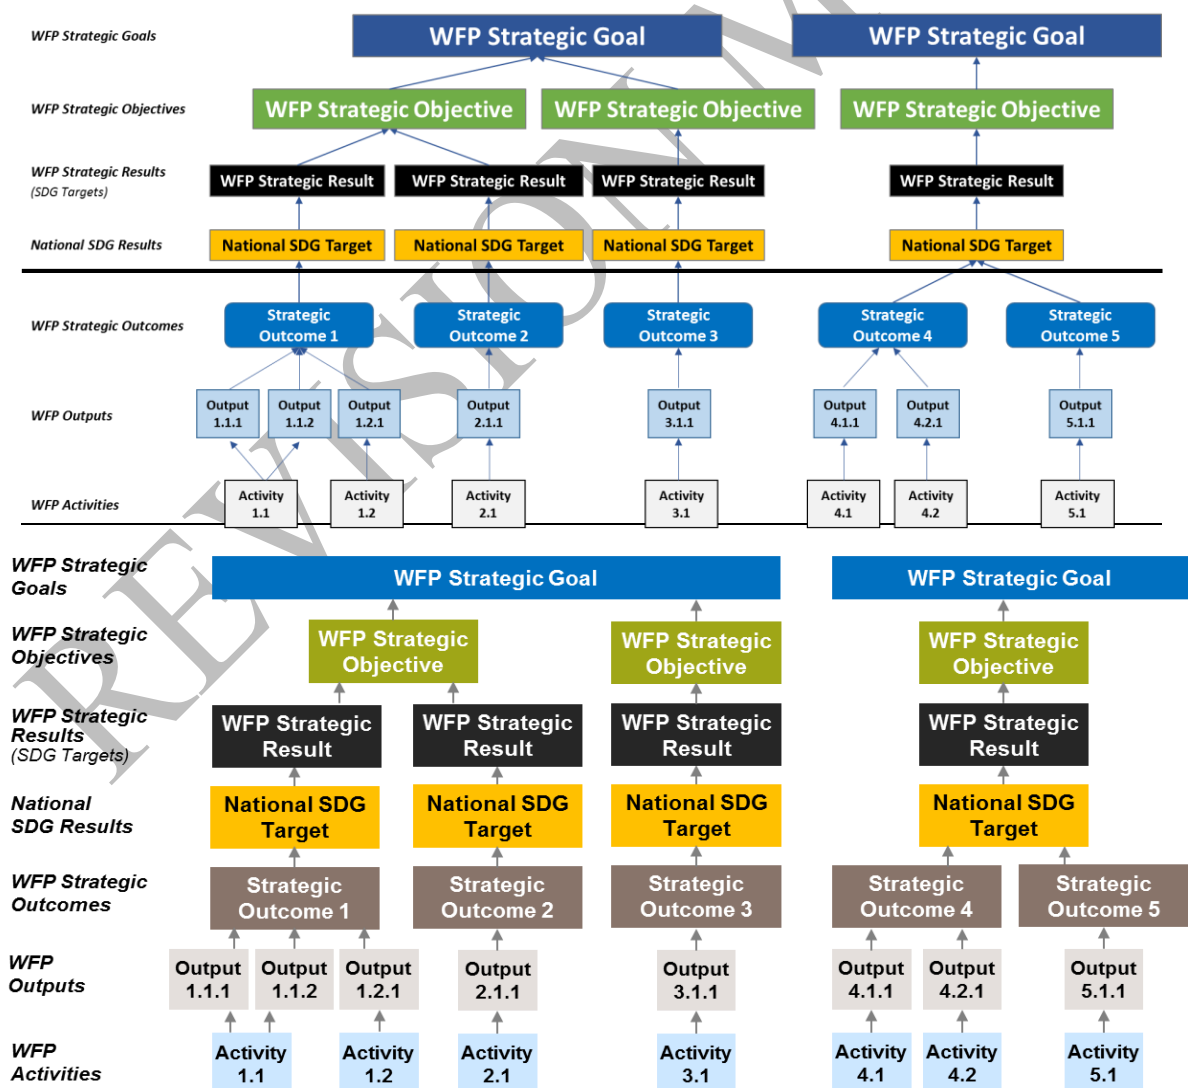 WFP Strategic Goals
WFP Strategic Goal
WFP Strategic Goal
WFP Strategic Objectives
WFP Strategic Objective
WFP Strategic Objective
WFP Strategic Objective
WFP Strategic Results
(SDG Targets)
WFP Strategic Result
WFP Strategic Result
WFP Strategic Result
WFP Strategic Result
National SDG Results
National SDG Target
National SDG Target
National SDG Target
National SDG Target
WFP Strategic Outcomes
Strategic
Outcome 1
Strategic
Outcome 2
Strategic
Outcome 3
Strategic
Outcome 4
Strategic
Outcome 5
WFP Outputs
Output
1.1.1
Output
1.1.2
Output
1.2.1
Output
2.1.1
Output
3.1.1
Output
4.1.1
Output
4.2.1
Output
5.1.1
WFP Activities
Activity
1.1
Activity
1.2
Activity
2.1
Activity
3.1
Activity
4.1
Activity
4.2
Activity
5.1
REVISION M
WFP Strategic
Goals
WFP Strategic Goal
WFP Strategic Goal
WFP Strategic
Objectives
WFP Strategic
Objective
WFP Strategic
Objective
WFP Strategic
Objective
WFP Strategic
Results
(SDG Targets)
WFP Strategic
Result
WFP Strategic
Result
WFP Strategic
Result
WFP Strategic
Result
National
SDG Results
National SDG
Target
National SDG
Target
National SDG
Target
National SDG
Target
WFP Strategic
Outcomes
Strategic
Outcome 1
Strategic
Outcome 2
Strategic
Outcome 3
Strategic
Outcome 4
Strategic
Outcome 5
WFP
Outputs
Output
1.1.1
Output
1.1.2
Output
1.2.1
Output
2.1.1
Output
3.1.1
Output
4.1.1
Output
4.2.1
Output
5.1.1
WFP
Activities
Activity
1.1
Activity
1.2
Activity
2.1
Activity
3.1
Activity
4.1
Activity
4.2
Activity
5.1